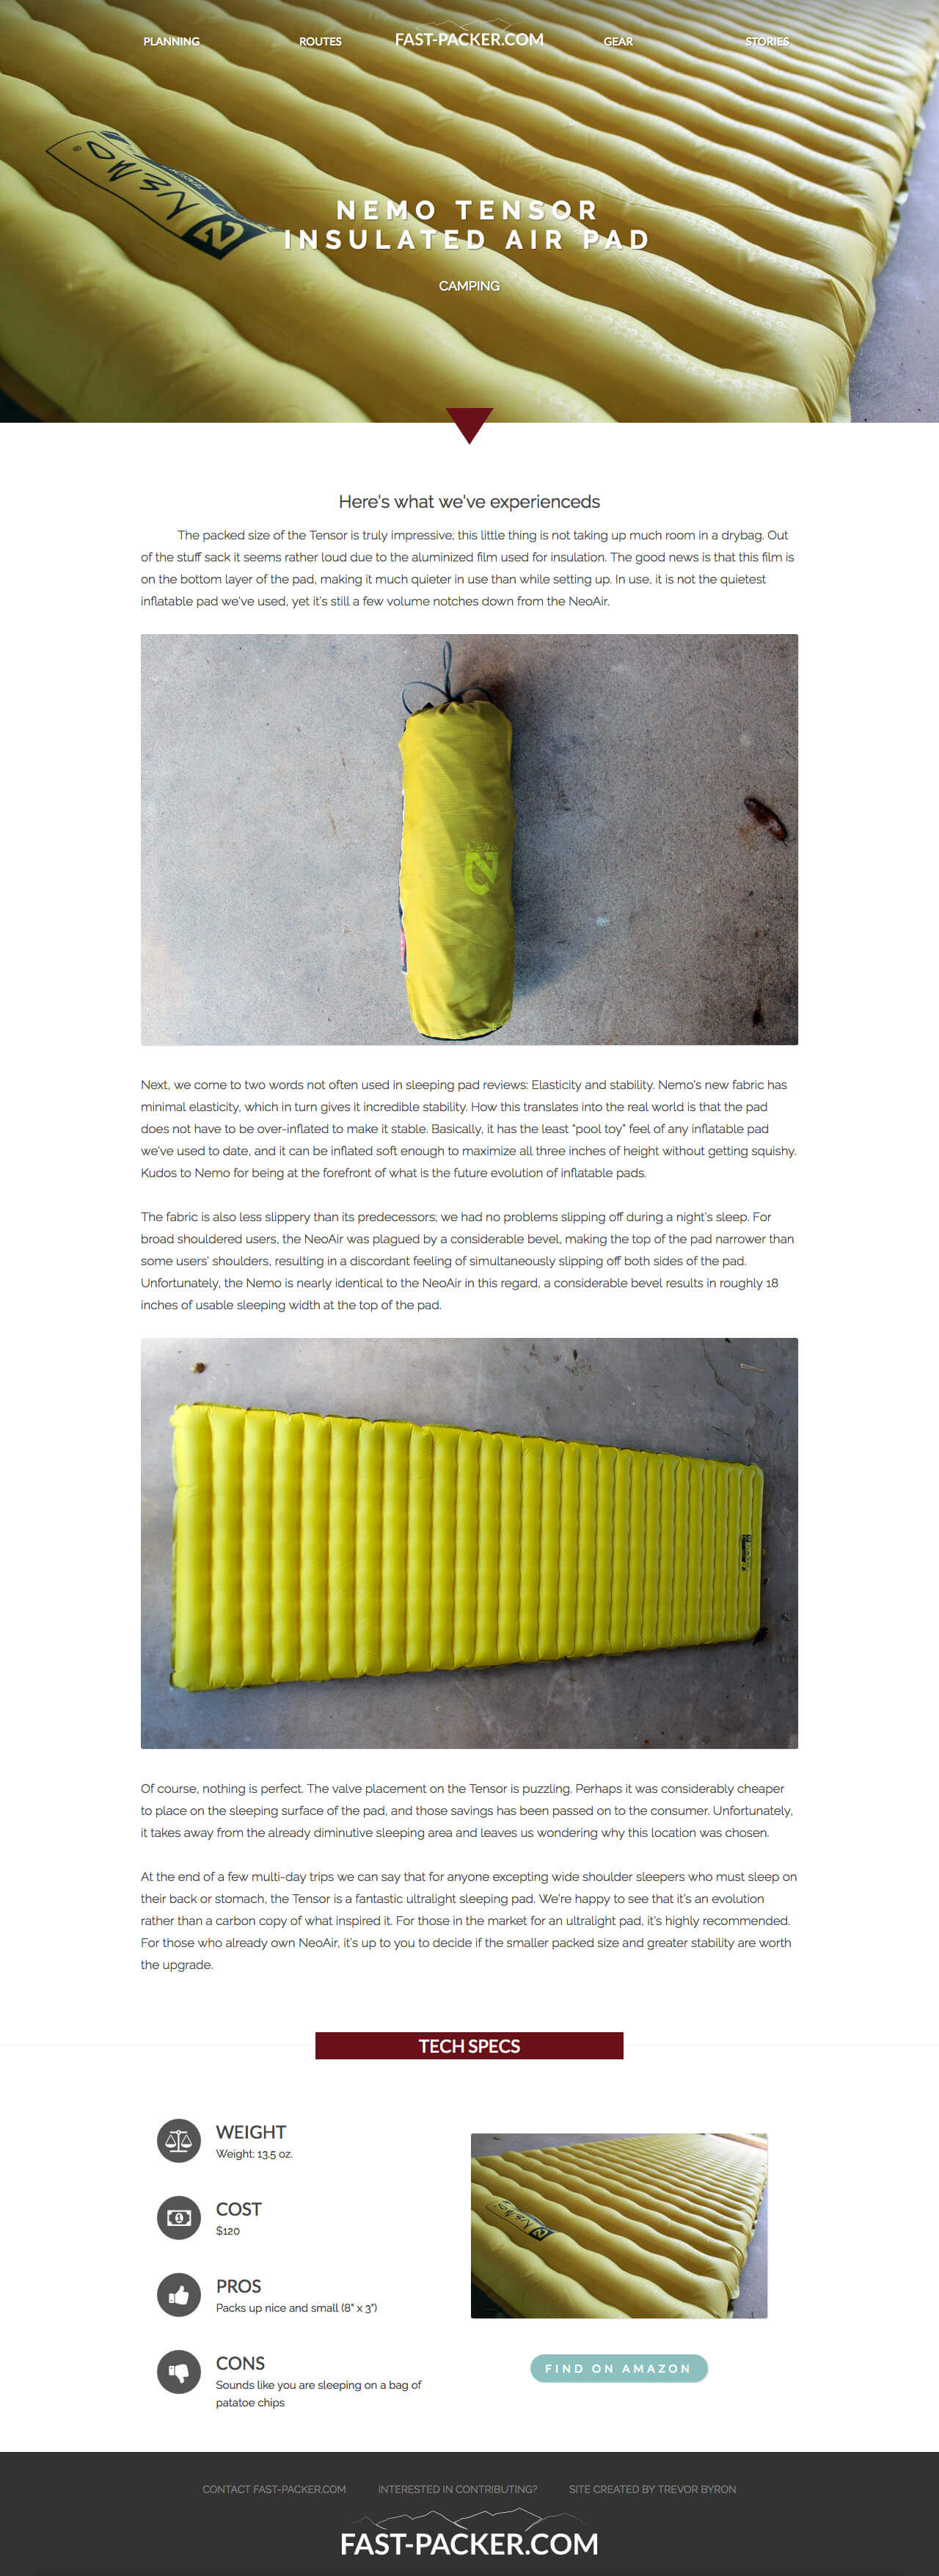 PLANNING
ROUTES
FAST-PACKER.COM
GEAR
STORIES
NEMO
NEMO TENSOR
INSULATED AIR PAD
CAMPING
Here's what we've experienceds
The packed size of the Tensor is truly impressive; this little thing is not taking up much room in a drybag. Out
of the stuff sack it seems rather loud due to the aluminized film used for insulation. The good news is that this film is
on the bottom layer of the pad, making it much quieter in use than while setting up. In use, it is not the quietest
inflatable pad we've used, yet it's still a few volume notches down from the NeoAir.
Next, we come to two words not often used in sleeping pad reviews: Elasticity and stability. Nemo's new fabric has
minimal elasticity, which in turn gives it incredible stability. How this translates into the real world is that the pad
does not have to be over-inflated to make it stable. Basically, it has the least "pool toy" feel of any inflatable pad
we've used to date, and it can be inflated soft enough to maximize all three inches of height without getting squishy.
Kudos to Nemo for being at the forefront of what is the future evolution of inflatable pads.
The fabric is also less slippery than its predecessors; we had no problems slipping off during a night's sleep. For
broad shouldered users, the NeoAir was plagued by a considerable bevel, making the top of the pad narrower than
some users' shoulders, resulting in a discordant feeling of simultaneously slipping off both sides of the pad.
Unfortunately, the Nemo is nearly identical to the NeoAir in this regard, a considerable bevel results in roughly 18
inches of usable sleeping width at the top of the pad.
Of course, nothing is perfect. The valve placement on the Tensor is puzzling. Perhaps it was considerably cheaper
to place on the sleeping surface of the pad, and those savings has been passed on to the consumer. Unfortunately,
it takes away from the already diminutive sleeping area and leaves us wondering why this location was chosen.
At the end of a few multi-day trips we can say that for anyone excepting wide shoulder sleepers who must sleep on
their back or stomach, the Tensor is a fantastic ultralight sleeping pad. We're happy to see that it's an evolution
rather than a carbon copy of what inspired it. For those in the market for an ultralight pad, it's highly recommended.
For those who already own NeoAir, it's up to you to decide if the smaller packed size and greater stability are worth
the upgrade.
TECH SPECS
WEIGHT
Weight: 13.5 oz.
COST
$120
PROS
Packs up nice and small (8" x 3")
CONS
Sounds like you are sleeping on a bag of
patatoe chips
NEMO
FIND ON AMAZON
CONTACT FAST-PACKER.COM
INTERESTED IN CONTRIBUTING?
SITE CREATED BY TREVOR BYRON
FAST-PACKER.COM